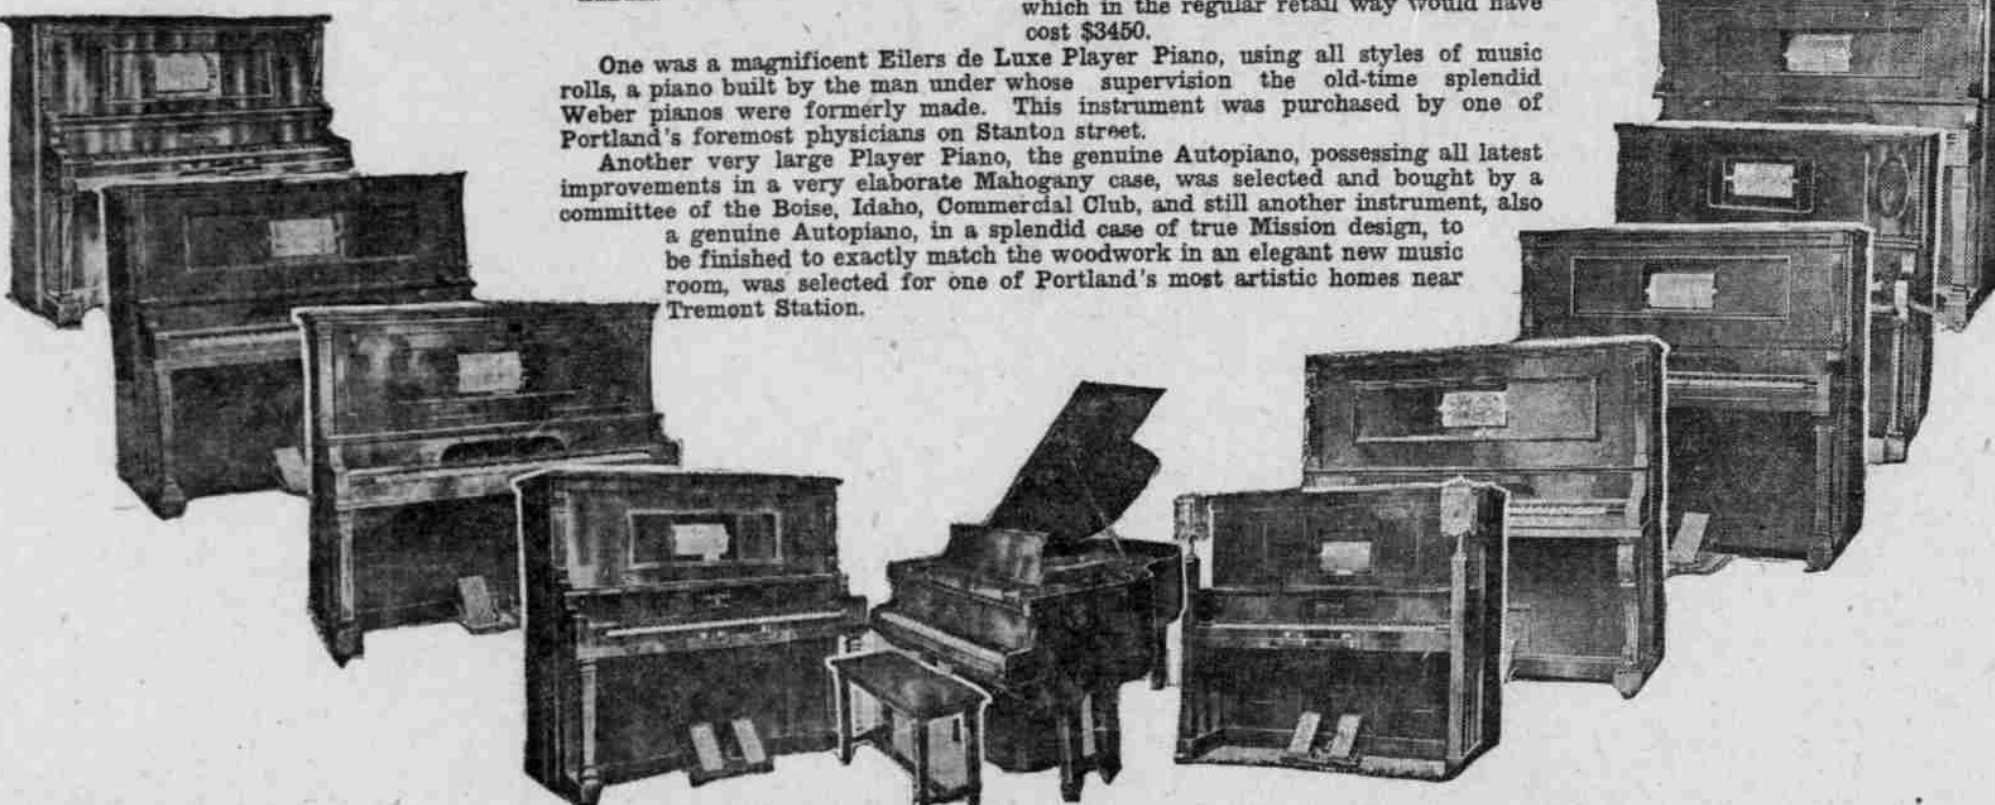 which in the regular retail way would have
cost $3450.
One was a magnificent Eilers de Luxe Player Piano, using all styles of music
rolls, a piano built by the man under whose supervision the old-time splendid
Weber pianos were formerly made. This instrument was purchased by one of
Portland's foremost physicians on Stanton street.
Another very large Player Piano, the genuine Autopiano, possessing all latest
improvements in a very elaborate Mahogany case, was selected and bought by a
committee of the Boise, Idaho, Commercial Club, and still another instrument, also
a genuine Autopiano, in a splendid case of true Mission design, to
be finished to exactly match the woodwork in an elegant new music
room, was selected for one of Portland's most artistic homes near
Tremont Station.